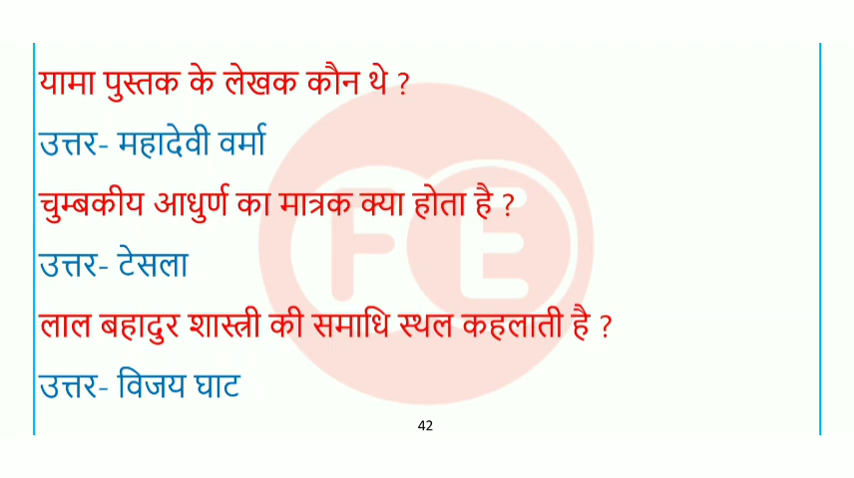 यामा पुस्तक के लेखक कौन थे ?
उत्तर- महादेवी वर्मा
चुम्बकीय आधुर्ण का मात्रक क्या होता है ?
उत्तर- टेसला
लाल बहादुर शास्त्री की समाधि स्थल कहलाती है ?
उत्तर- विजय घाट
42
FE